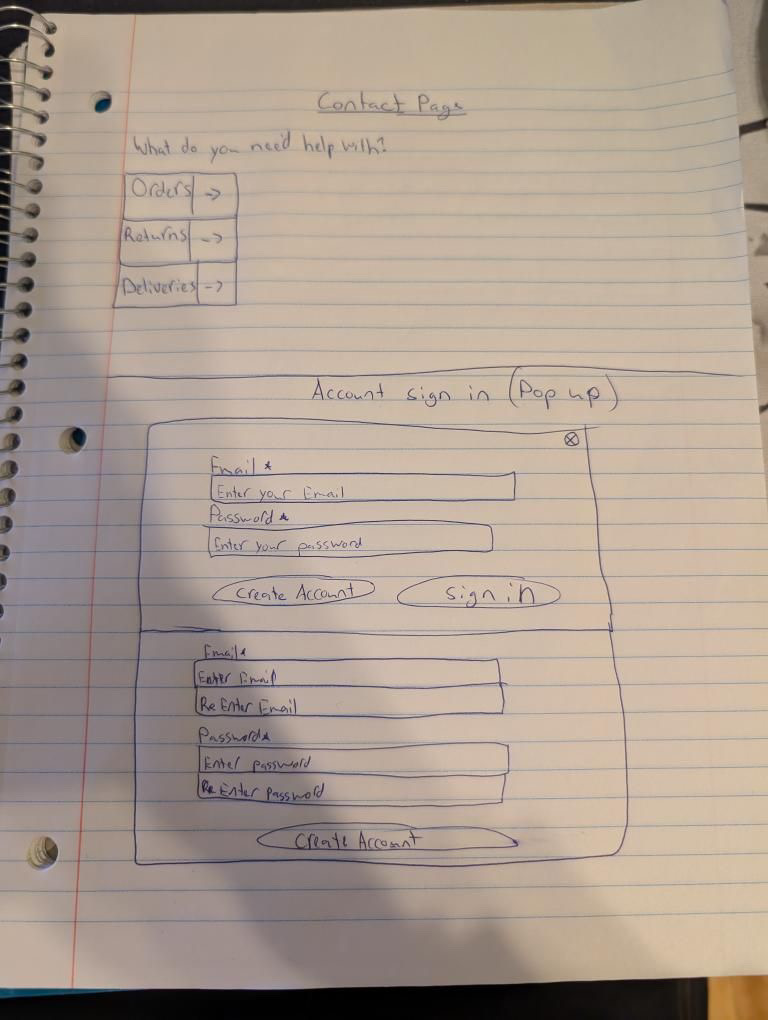 Contact Page
What do you need help with?
Orders ->
Returns ->
Deliveries ->
Account sign in (Pop up)
Email *
Enter your Email
Password *
Enter your password
Create Account sign in
Email *
Enter Email
Re Enter Email
Password *
Enter password
Re Enter password
Create Account